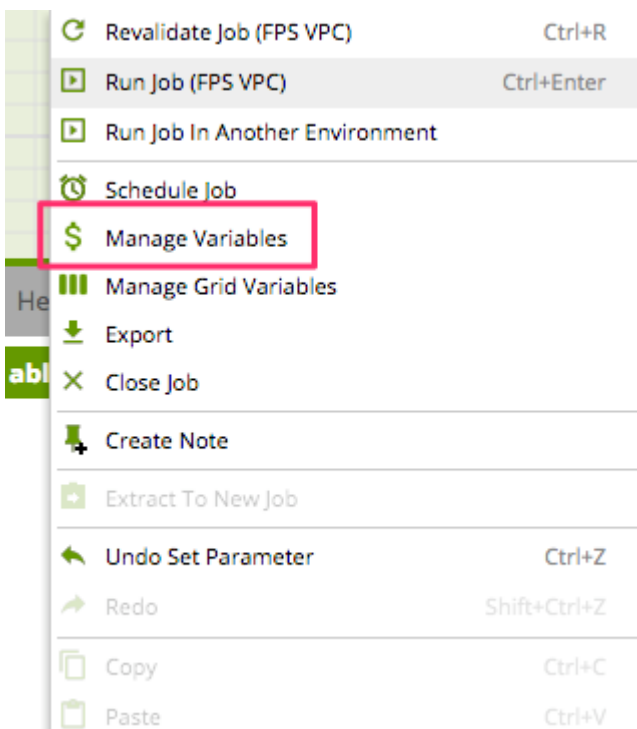 Revalidate Job (FPS VPC) Ctrl+R
Run Job (FPS VPC) Ctrl+Enter
Run Job In Another Environment
Schedule Job
$ Manage Variables
He
Manage Grid Variables
Export
abl
Close Job
Create Note
Extract To New Job
Undo Set Parameter Ctrl+Z
Redo Shift+Ctrl+Z
Copy Ctrl+C
Paste Ctrl+V